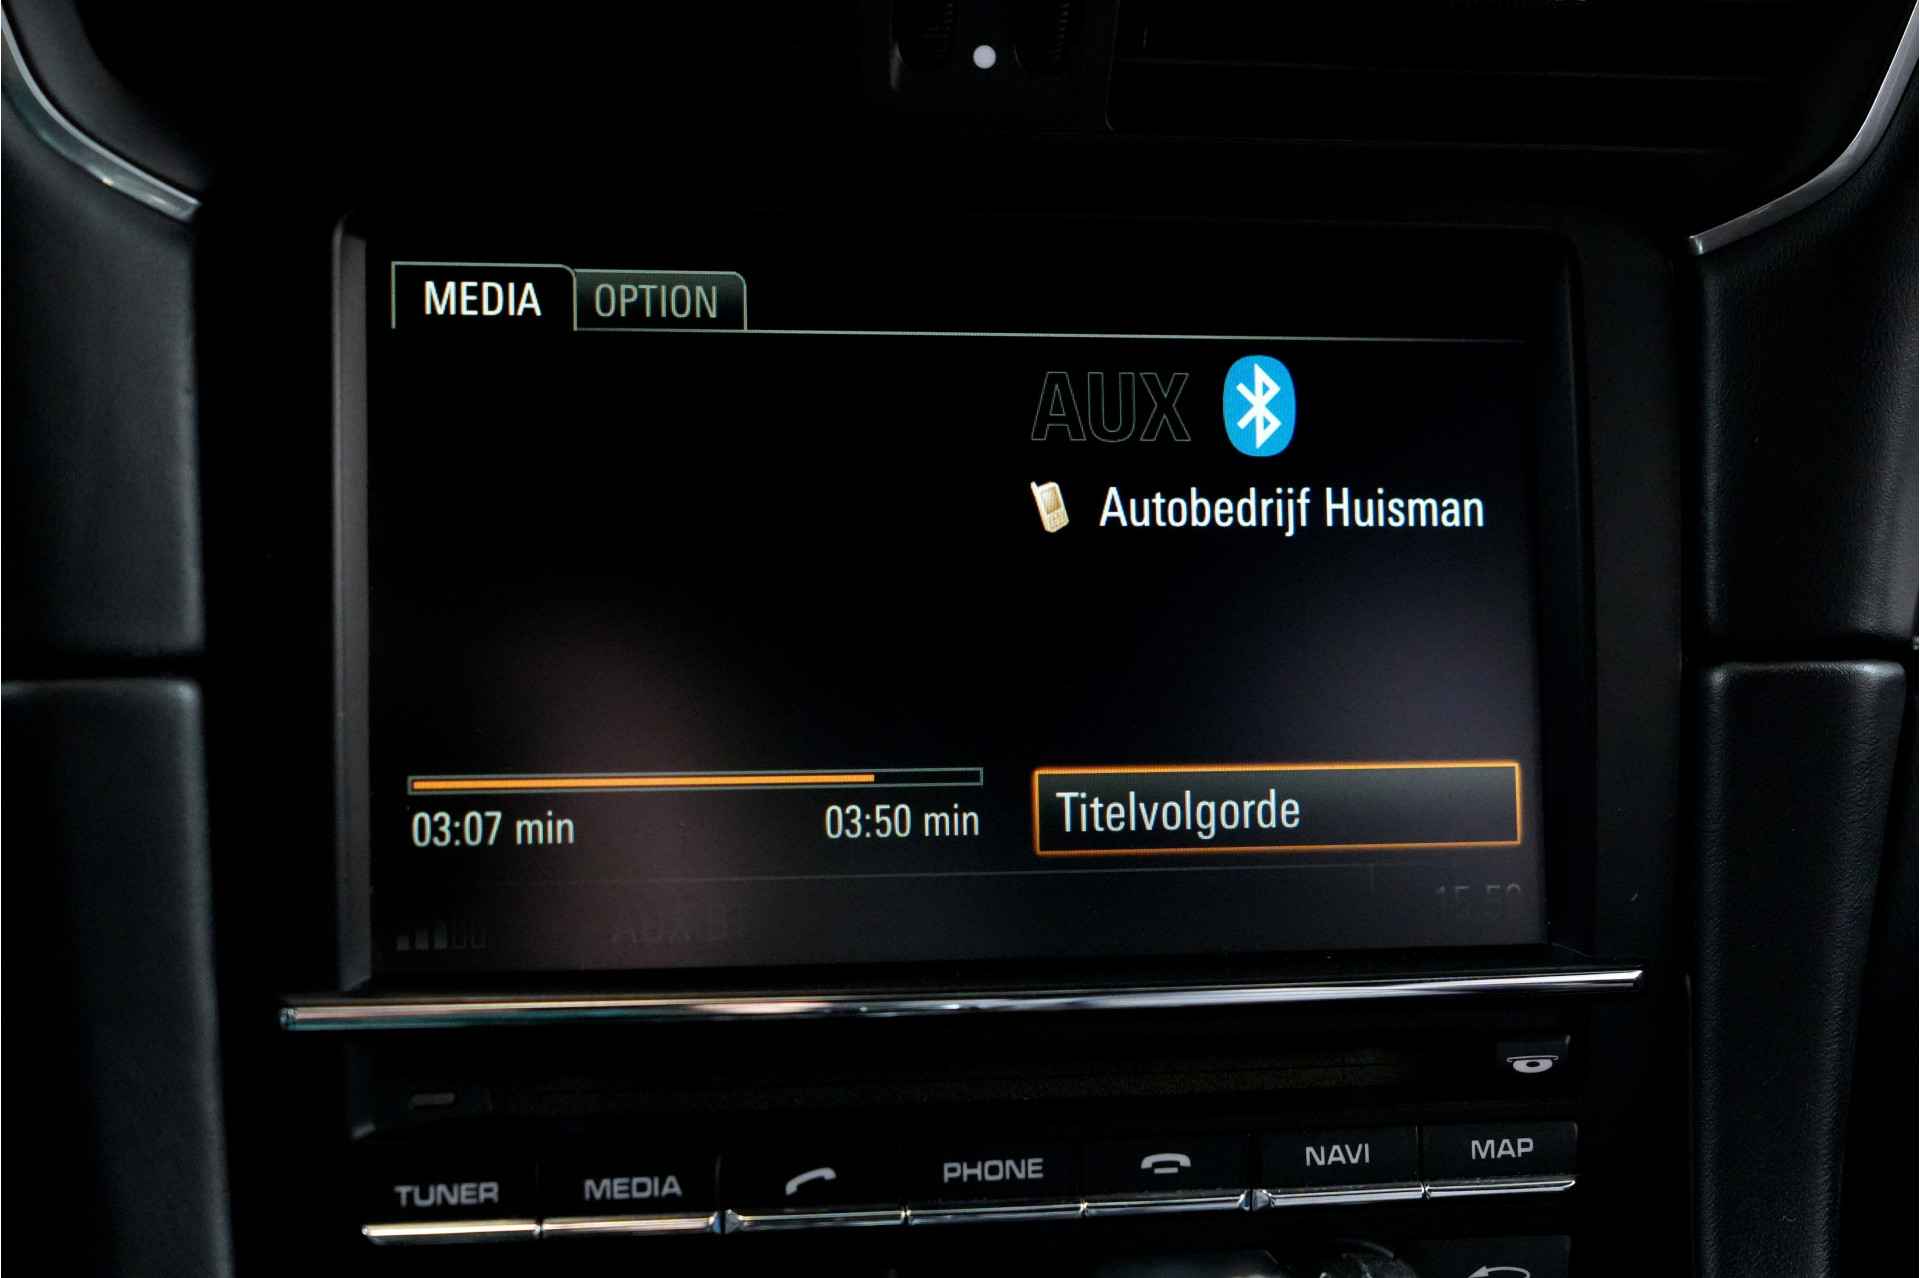 MEDIA OPTION
AUX
Autobedrijf Huisman
03:07 min 03:50 min
Titelvolgorde
TUNER MEDIA PHONE NAVI MAP